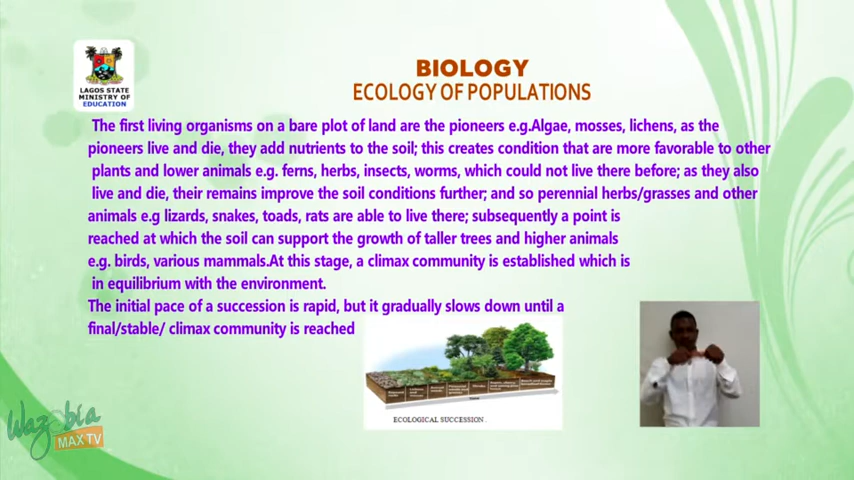 LAGOS STATE
MINISTRY OF
EDUCATION
BIOLOGY
ECOLOGY OF POPULATIONS
The first living organisms on a bare plot of land are the pioneers e.g.Algae, mosses, lichens, as the
pioneers live and die, they add nutrients to the soil; this creates condition that are more favorable to other
plants and lower animals e.g. ferns, herbs, insects, worms, which could not live there before; as they also
live and die, their remains improve the soil conditions further; and so perennial herbs/grasses and other
animals e.g lizards, snakes, toads, rats are able to live there; subsequently a point is
reached at which the soil can support the growth of taller trees and higher animals
e.g. birds, various mammals.At this stage, a climax community is established which is
in equilibrium with the environment.
The initial pace of a succession is rapid, but it gradually slows down until a
final/stable/ climax community is reached
ECOLOGICAL SUCCESSION.
Wazobia
MAX TV